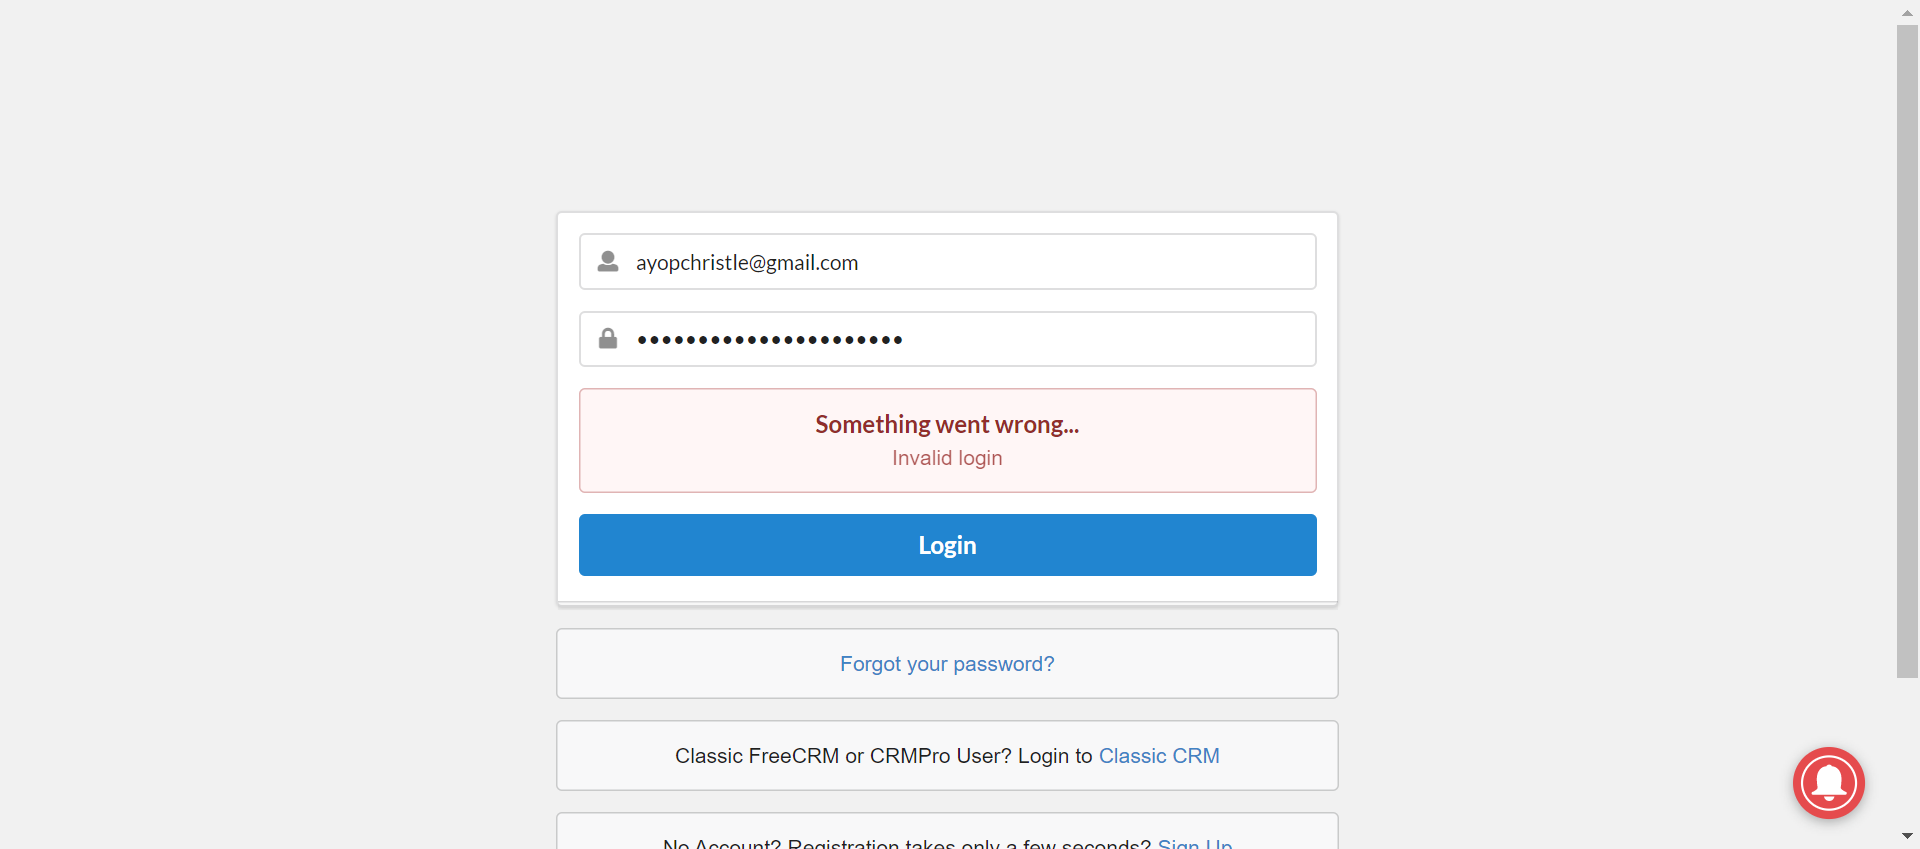 ayopchristle@gmail.com
••••••••••••••••••••••
Something went wrong...
Invalid login
Login
Forgot your password?
Classic FreeCRM or CRMPro User? Login to Classic CRM
No Account? Registration takes only a few seconds? Sign Up